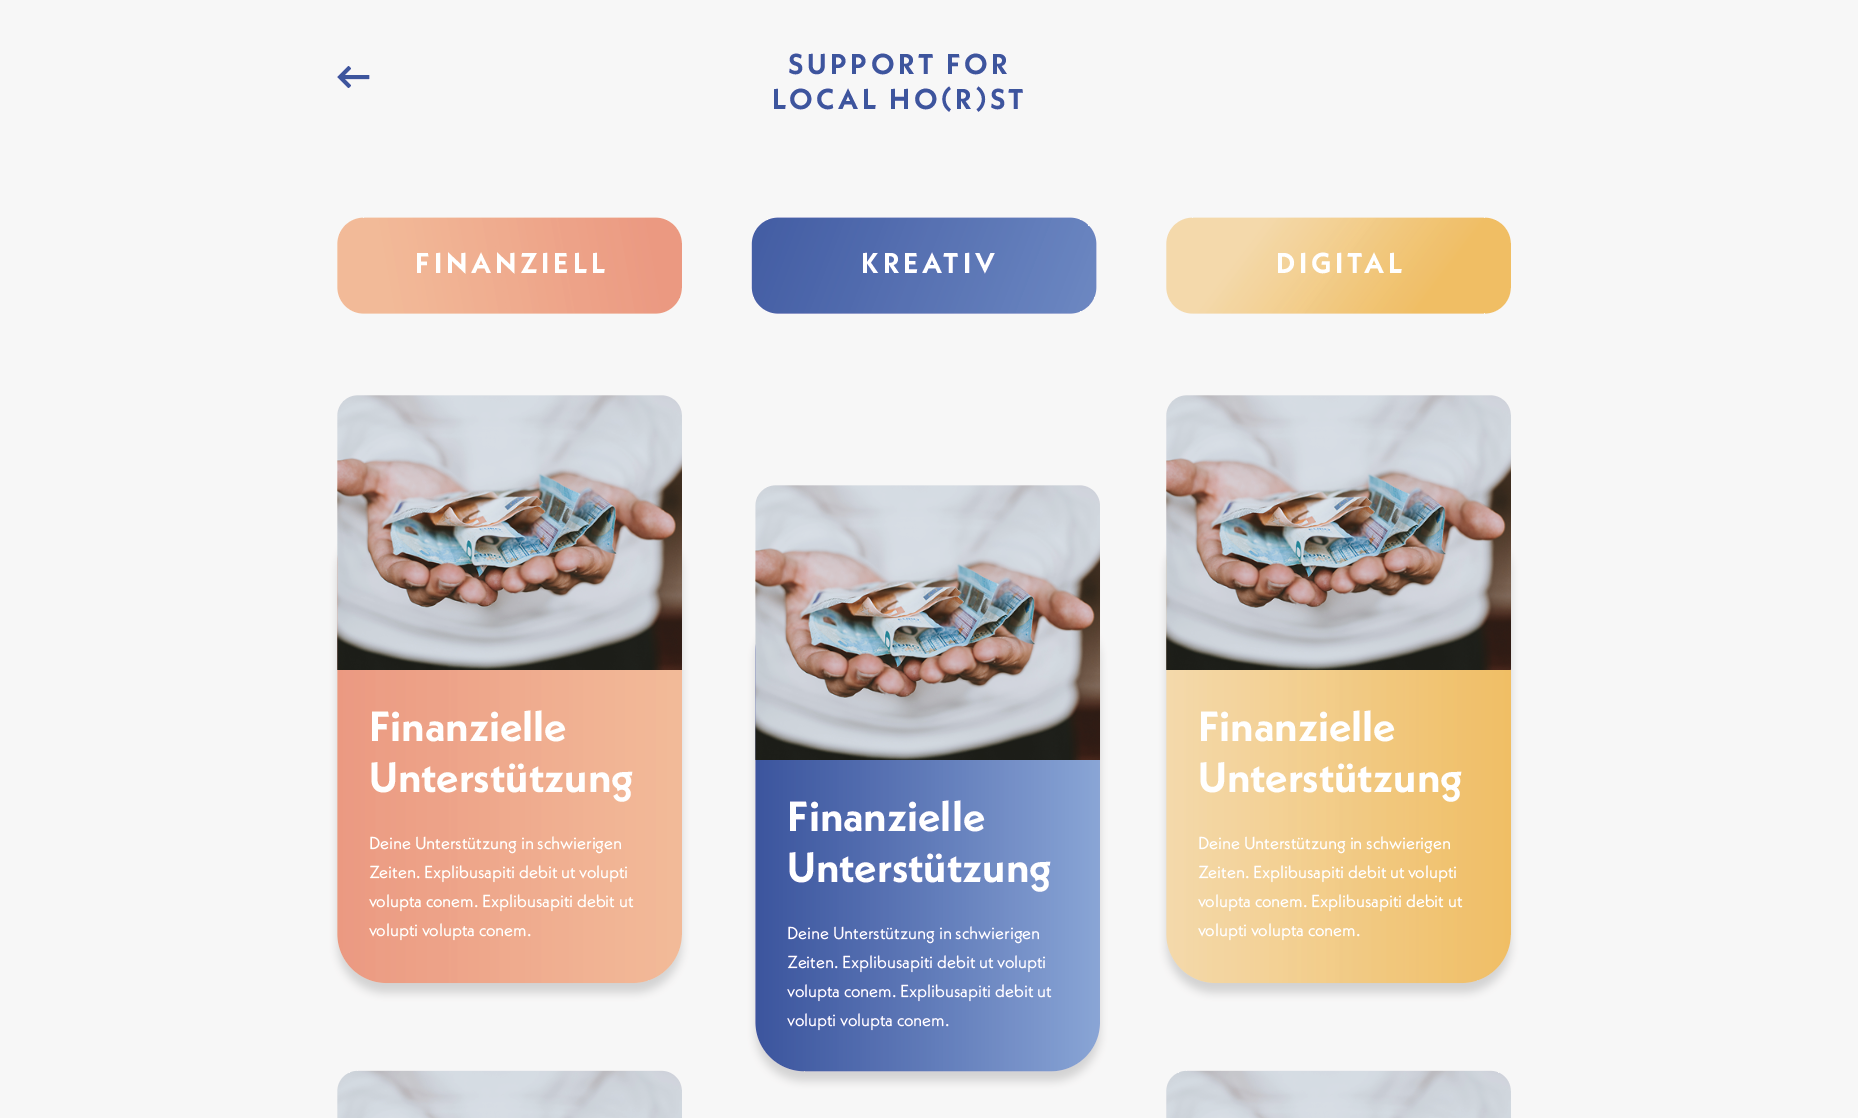 SUPPORT FOR
LOCAL HO(R)ST
FINANZIELL
KREATIV
DIGITAL
Finanzielle
Unterstützung
Deine Unterstützung in schwierigen
Zeiten. Explibusapiti debit ut volupti
volupta conem. Explibusapiti debit ut
volupti volupta conem.
Finanzielle
Unterstützung
Deine Unterstützung in schwierigen
Zeiten. Explibusapiti debit ut volupti
volupta conem. Explibusapiti debit ut
volupti volupta conem.
Finanzielle
Unterstützung
Deine Unterstützung in schwierigen
Zeiten. Explibusapiti debit ut volupti
volupta conem. Explibusapiti debit ut
volupti volupta conem.